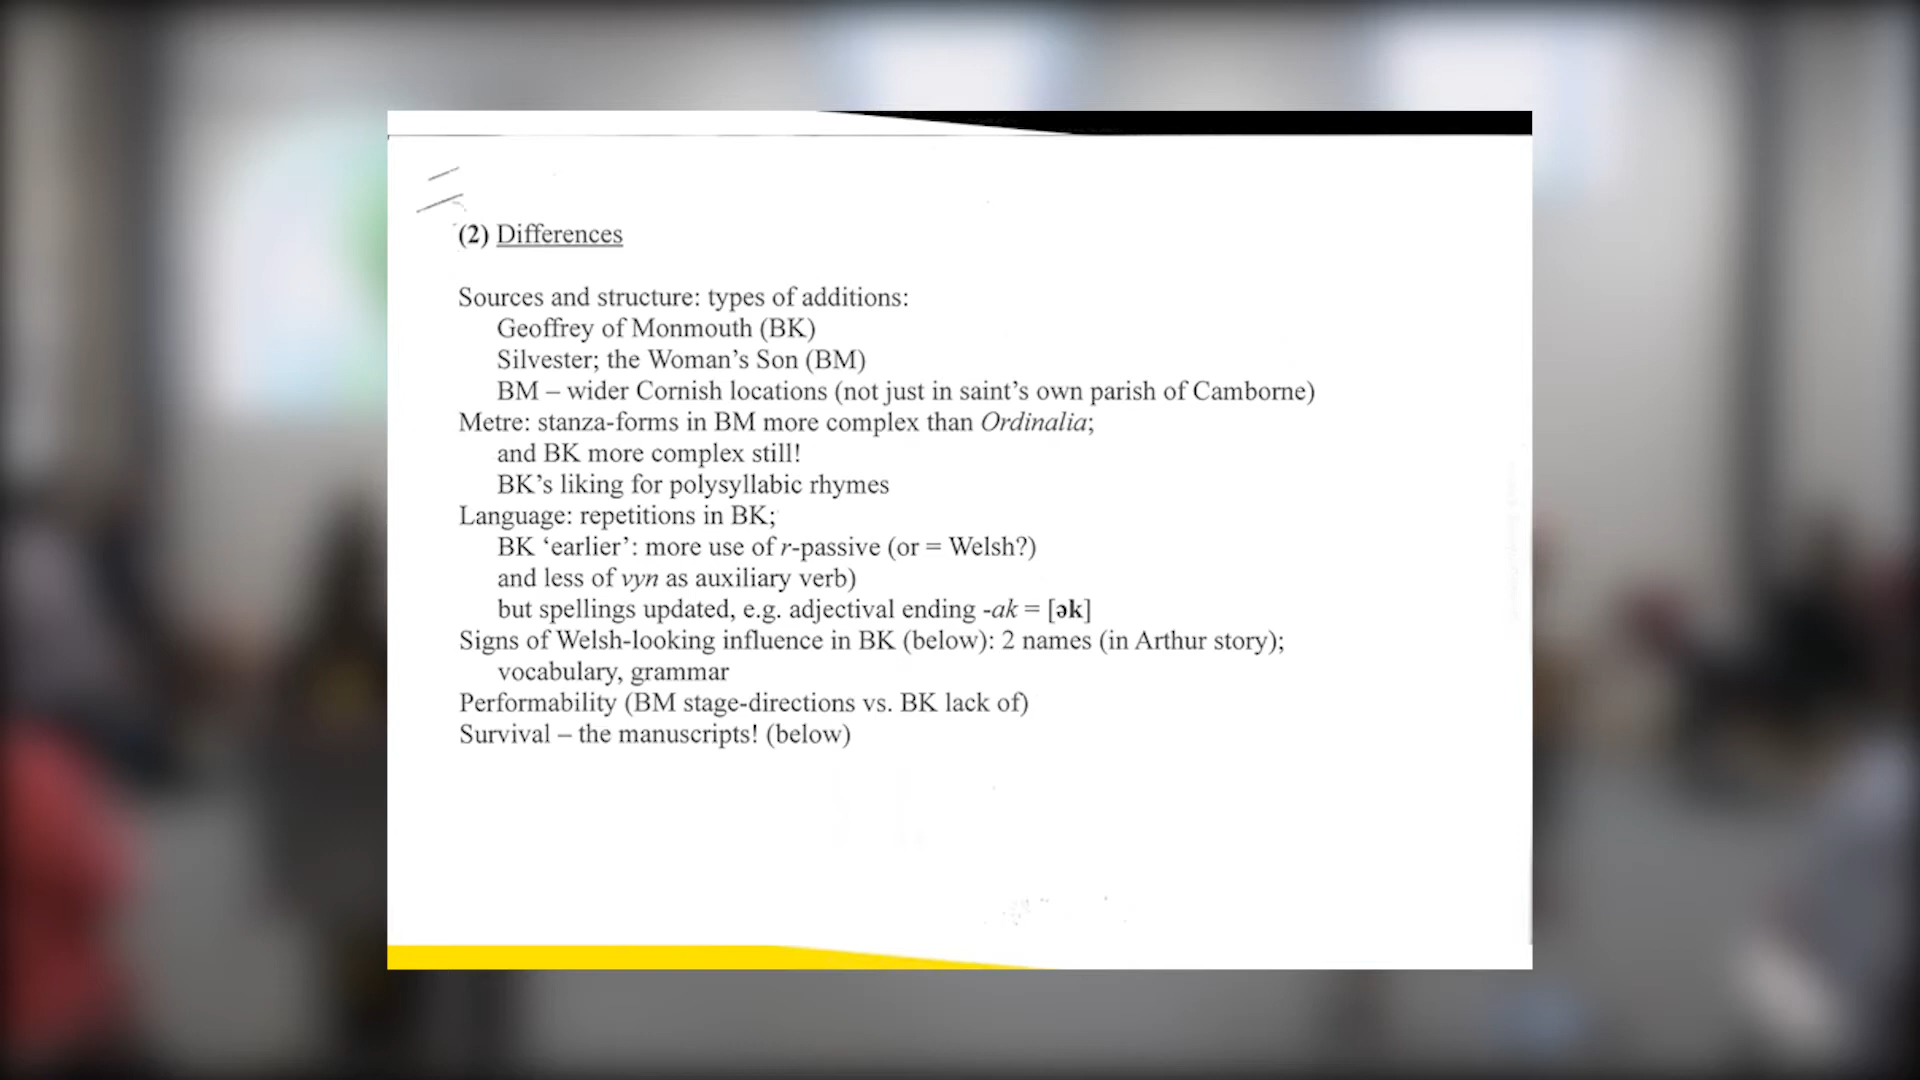 (2) Differences
Sources and structure: types of additions:
Geoffrey of Monmouth (BK)
Silvester; the Woman’s Son (BM)
BM – wider Cornish locations (not just in saint’s own parish of Camborne)
Metre: stanza-forms in BM more complex than Ordinalia;
and BK more complex still!
BK’s liking for polysyllabic rhymes
Language: repetitions in BK;
BK ‘earlier’: more use of r-passive (or = Welsh?)
and less of vyn as auxiliary verb)
but spellings updated, e.g. adjectival ending -ak = [ək]
Signs of Welsh-looking influence in BK (below): 2 names (in Arthur story);
vocabulary, grammar
Performability (BM stage-directions vs. BK lack of)
Survival – the manuscripts! (below)